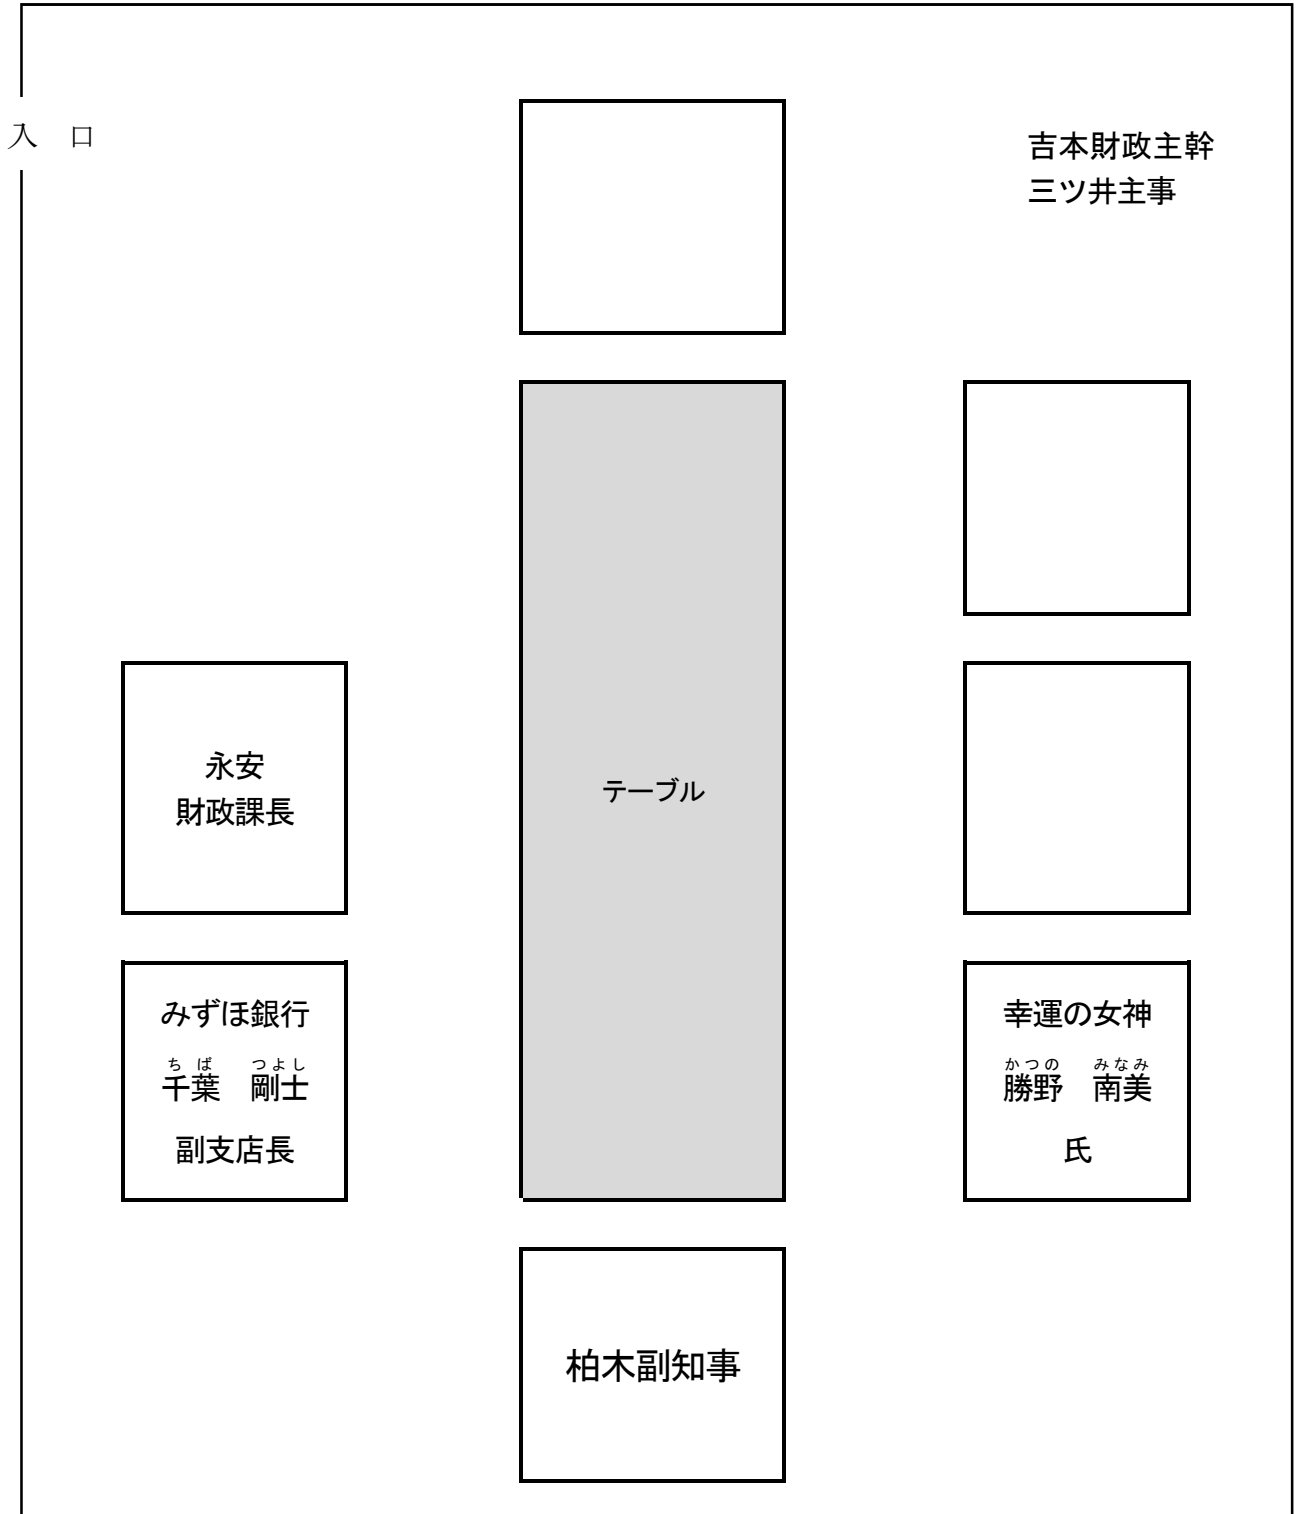 入　口
吉本財政主幹
三ツ井主事
永安
財政課長
テーブル
みずほ銀行
ちば　つよし
千葉　剛士
副支店長
幸運の女神
かつの　みなみ
勝野　南美
氏
柏木副知事